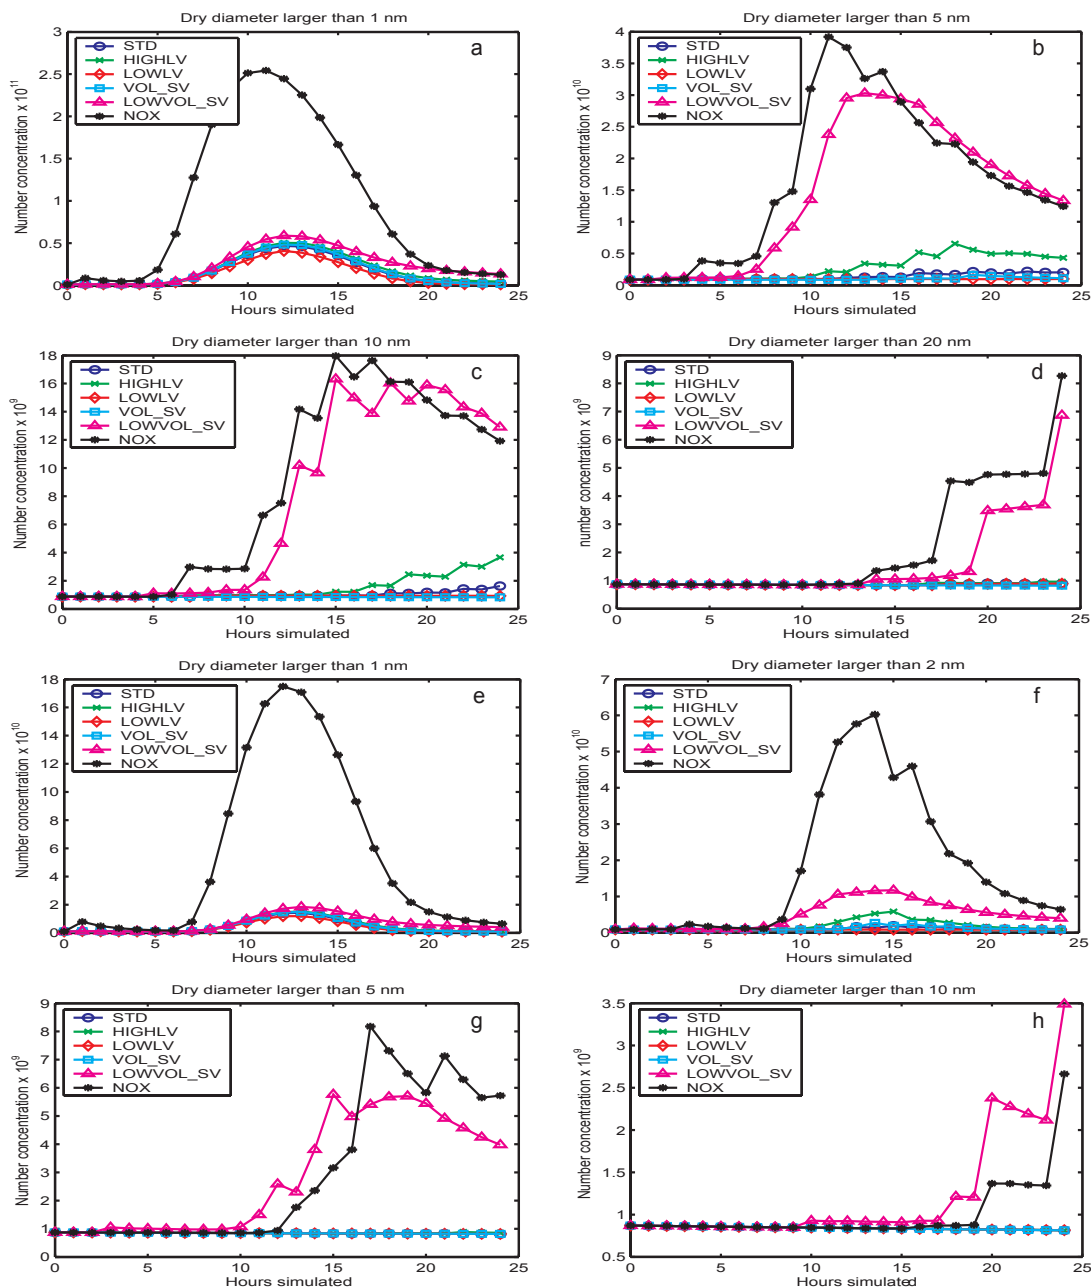 Dry diameter larger than 1 nm
a
STD
HIGHLV
LOWLV
VOL_SV
LOWVOL_SV
NOX
Number concentration x 10^11
3
2.5
2
1.5
1
0.5
0
0 5 10 15 20 25
Hours simulated
Dry diameter larger than 5 nm
b
STD
HIGHLV
LOWLV
VOL_SV
LOWVOL_SV
NOX
Number concentration x 10^10
4
3.5
3
2.5
2
1.5
1
0.5
0
0 5 10 15 20 25
Hours simulated
Dry diameter larger than 10 nm
c
STD
HIGHLV
LOWLV
VOL_SV
LOWVOL_SV
NOX
Number concentration x 10^9
18
16
14
12
10
8
6
4
2
0
0 5 10 15 20 25
Hours simulated
Dry diameter larger than 20 nm
d
STD
HIGHLV
LOWLV
VOL_SV
LOWVOL_SV
NOX
number concentration x 10^9
9
8
7
6
5
4
3
2
1
0
0 5 10 15 20 25
Hours simulated
Dry diameter larger than 1 nm
e
STD
HIGHLV
LOWLV
VOL_SV
LOWVOL_SV
NOX
Number concentration x 10^10
18
16
14
12
10
8
6
4
2
0
0 5 10 15 20 25
Hours simulated
Dry diameter larger than 2 nm
f
STD
HIGHLV
LOWLV
VOL_SV
LOWVOL_SV
NOX
Number concentration x 10^10
7
6
5
4
3
2
1
0
0 5 10 15 20 25
Hours simulated
Dry diameter larger than 5 nm
g
STD
HIGHLV
LOWLV
VOL_SV
LOWVOL_SV
NOX
Number concentration x 10^9
9
8
7
6
5
4
3
2
1
0
0 5 10 15 20 25
Hours simulated
Dry diameter larger than 10 nm
h
STD
HIGHLV
LOWLV
VOL_SV
LOWVOL_SV
NOX
Number concentration x 10^9
3.5
3
2.5
2
1.5
1
0.5
0 5 10 15 20 25
Hours simulated